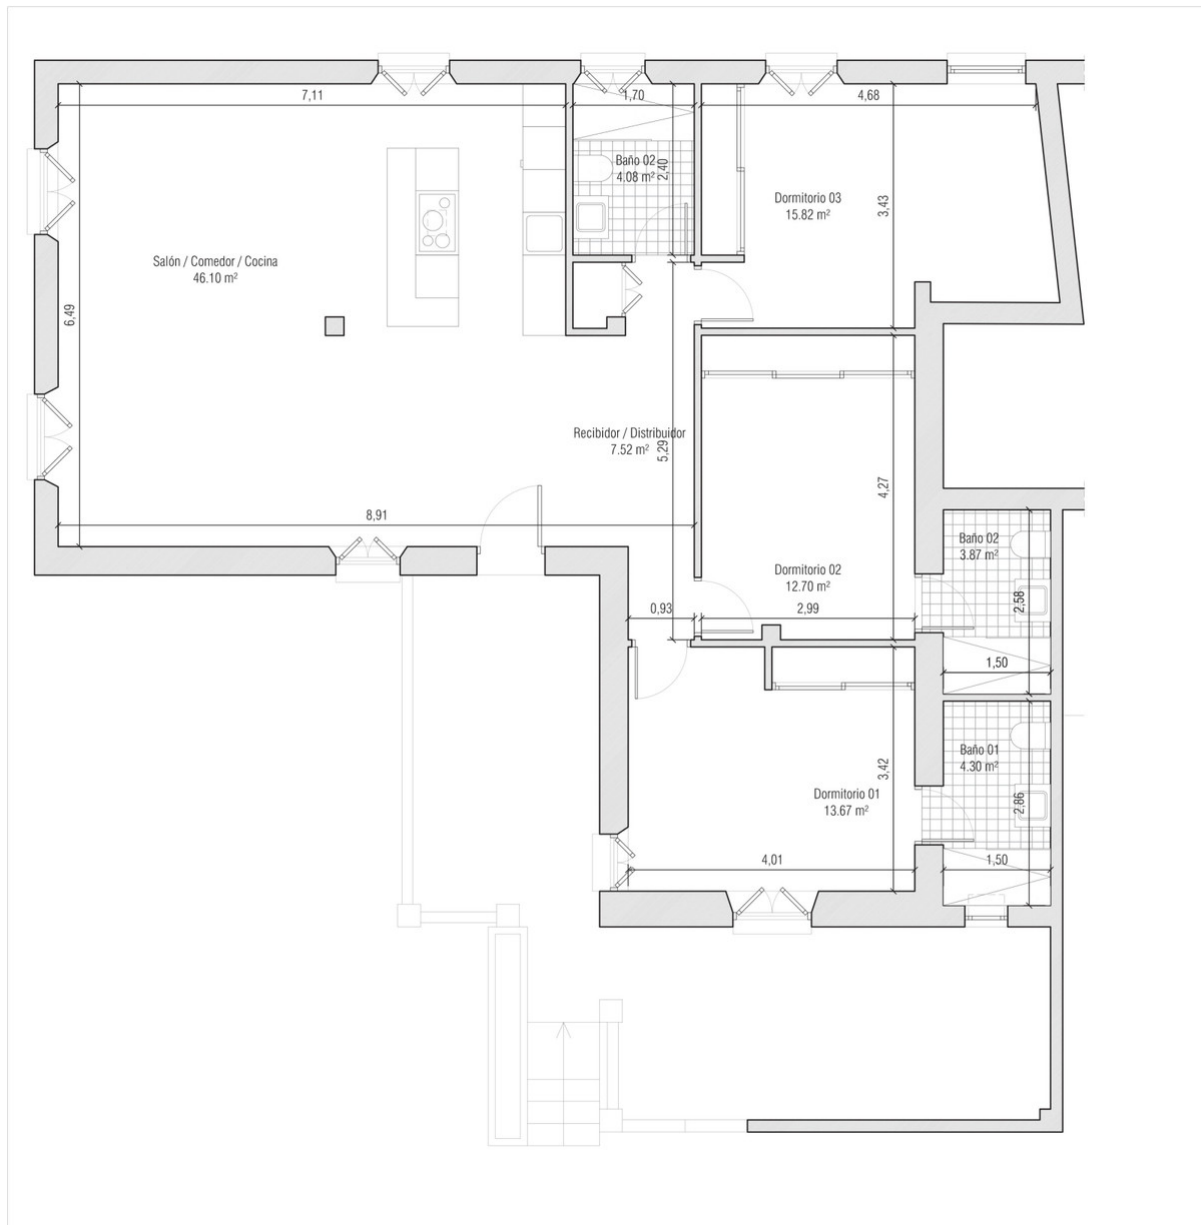 7,11
1,70
4,68
Baño 02
4.08 m²
2,40
Dormitorio 03
15.82 m²
3,43
Salón / Comedor / Cocina
46.10 m²
6,49
Recibidor / Distribuidor
7.52 m²
5,29
4,27
8,91
Baño 02
3.87 m²
Dormitorio 02
12.70 m²
2,58
0,93
2,99
1,50
Baño 01
4.30 m²
3,42
Dormitorio 01
13.67 m²
2,86
4,01
1,50